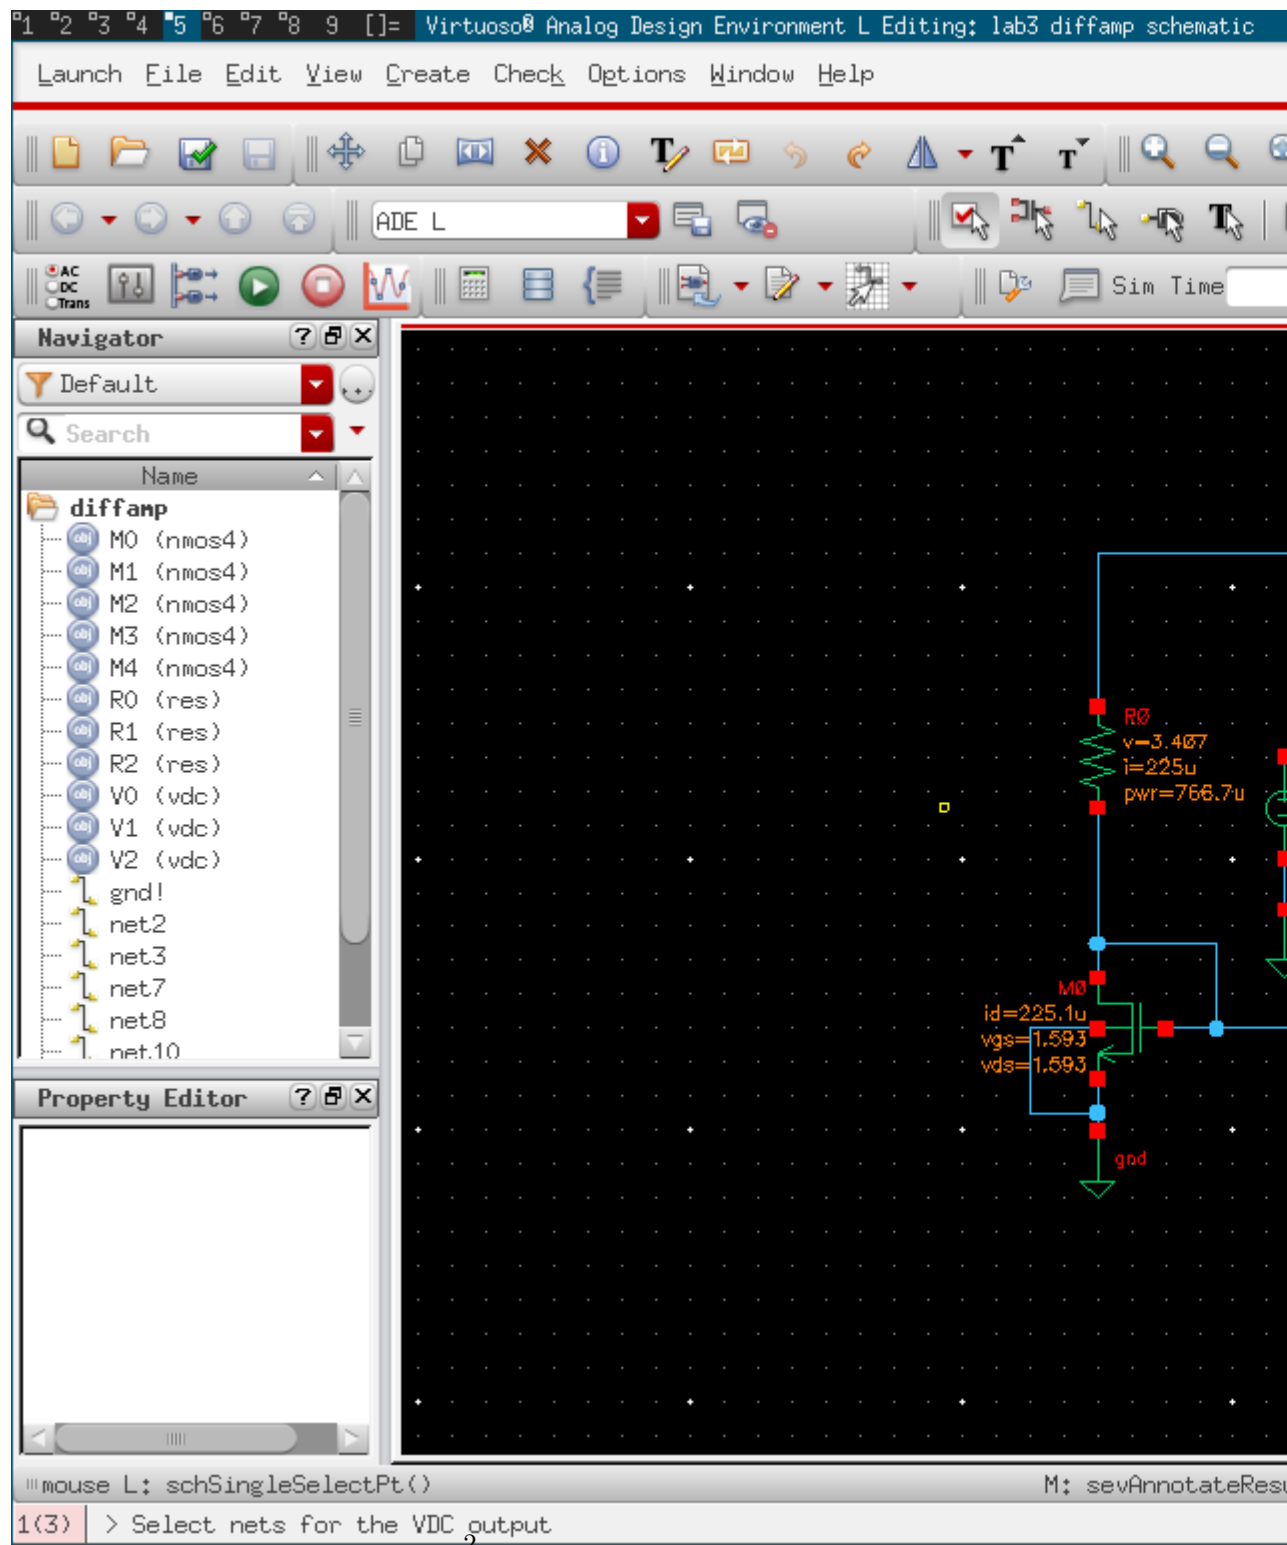 1 2 3 4 5 6 7 8 9 []= Virtuoso® Analog Design Environment L Editing: lab3 diffamp schematic
Launch File Edit View Create Check Options Window Help
T T T
ADE L T
AC
DC
Trans
Sim Time
Navigator
Default
Search
Name
diffamp
M0 (nmos4)
M1 (nmos4)
M2 (nmos4)
M3 (nmos4)
M4 (nmos4)
R0 (res)
R1 (res)
R2 (res)
V0 (vdc)
V1 (vdc)
V2 (vdc)
gnd!
net2
net3
net7
net8
net10
Property Editor
R0
v=3.407
i=225u
pwr=766.7u
M0
id=225.1u
vgs=1.593
vds=1.593
gnd
mouse L: schSingleSelectPt() M: sevAnnotateResu
1(3) > Select nets for the VDC output